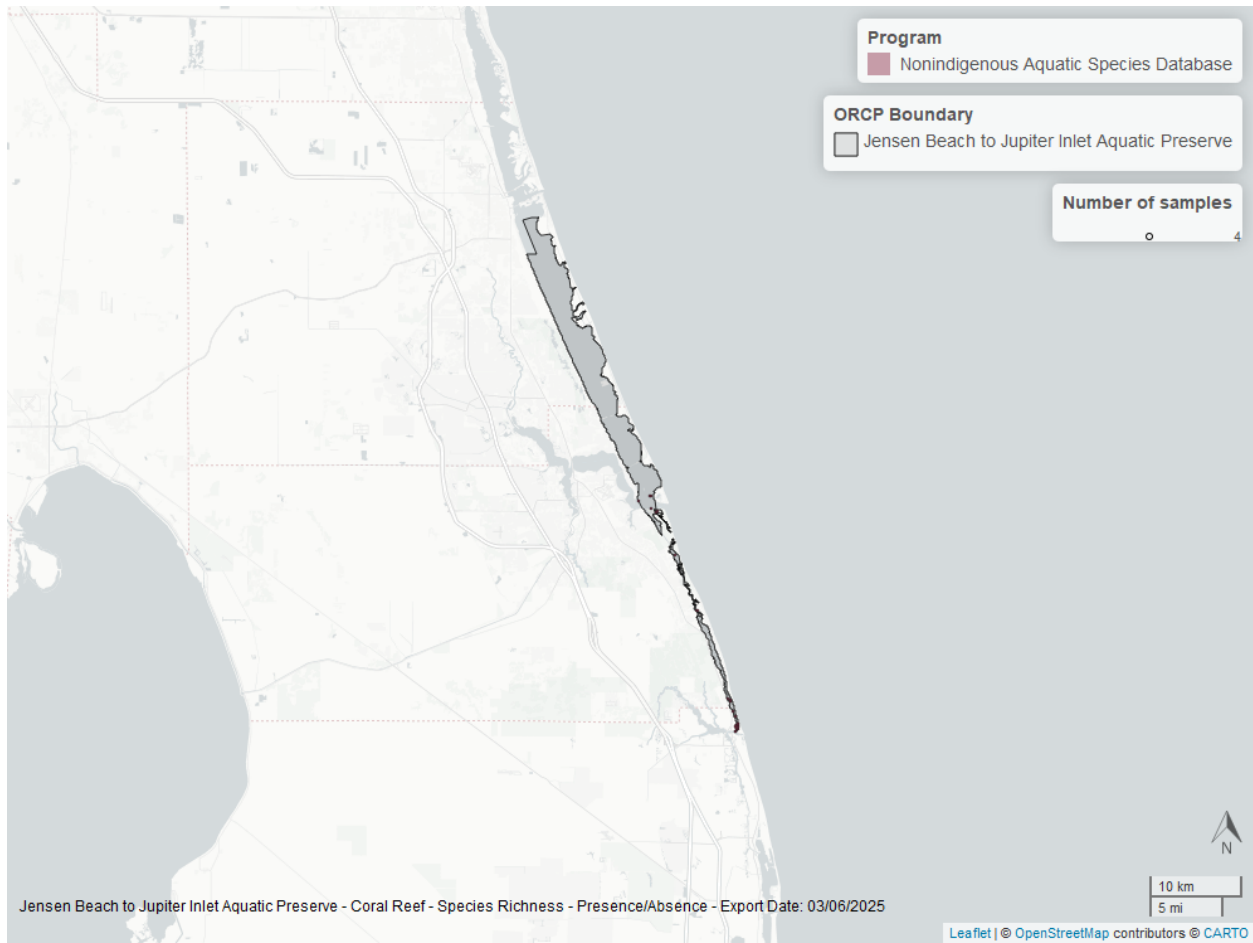 Program
Nonindigenous Aquatic Species Database
ORCP Boundary
Jensen Beach to Jupiter Inlet Aquatic Preserve
Number of samples
4
N
10 km
5 mi
Jensen Beach to Jupiter Inlet Aquatic Preserve - Coral Reef - Species Richness - Presence/Absence - Export Date: 03/06/2025
Leaflet | © OpenStreetMap contributors © CARTO